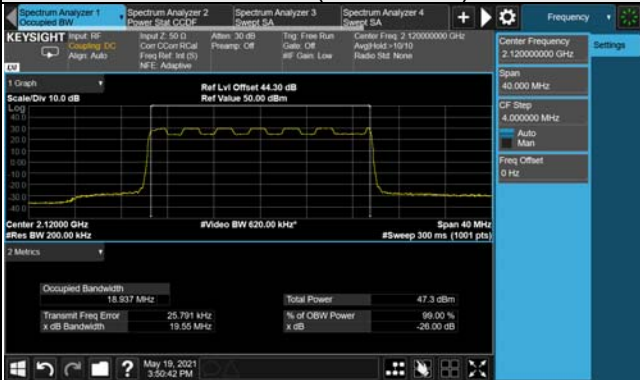 Spectrum Analyzer 1
Occupied BW
Spectrum Analyzer 2
Power Stat CCDF
Spectrum Analyzer 3
Swept SA
Spectrum Analyzer 4
Swept SA
Frequency
KEYSIGHT
Input: RF
Coupling: DC
Align: Auto
Input Z: 50 Ω
Corr CCorr RCal
Freq Ref: Int (S)
NFE: Adaptive
Atten: 30 dB
Preamp: Off
Trig: Free Run
Gate: Off
#IF Gain: Low
Center Freq: 2.120000000 GHz
Avg|Hold:>10/10
Radio Std: None
Center Frequency
2.120000000 GHz
Settings
Span
40.000 MHz
CF Step
4.000000 MHz
Auto
Man
Freq Offset
0 Hz
1 Graph
Scale/Div 10.0 dB
Ref Lvl Offset 44.30 dB
Ref Value 50.00 dBm
Log
40.0
30.0
20.0
10.0
0.00
-10.0
-20.0
-30.0
-40.0
Center 2.12000 GHz
#Res BW 200.00 kHz
#Video BW 620.00 kHz*
Span 40 MHz
#Sweep 300 ms (1001 pts)
2 Metrics
Occupied Bandwidth
18.937 MHz
Total Power
47.3 dBm
Transmit Freq Error
25.791 kHz
% of OBW Power
99.00 %
x dB Bandwidth
19.55 MHz
x dB
-26.00 dB
May 19, 2021
3:50:42 PM